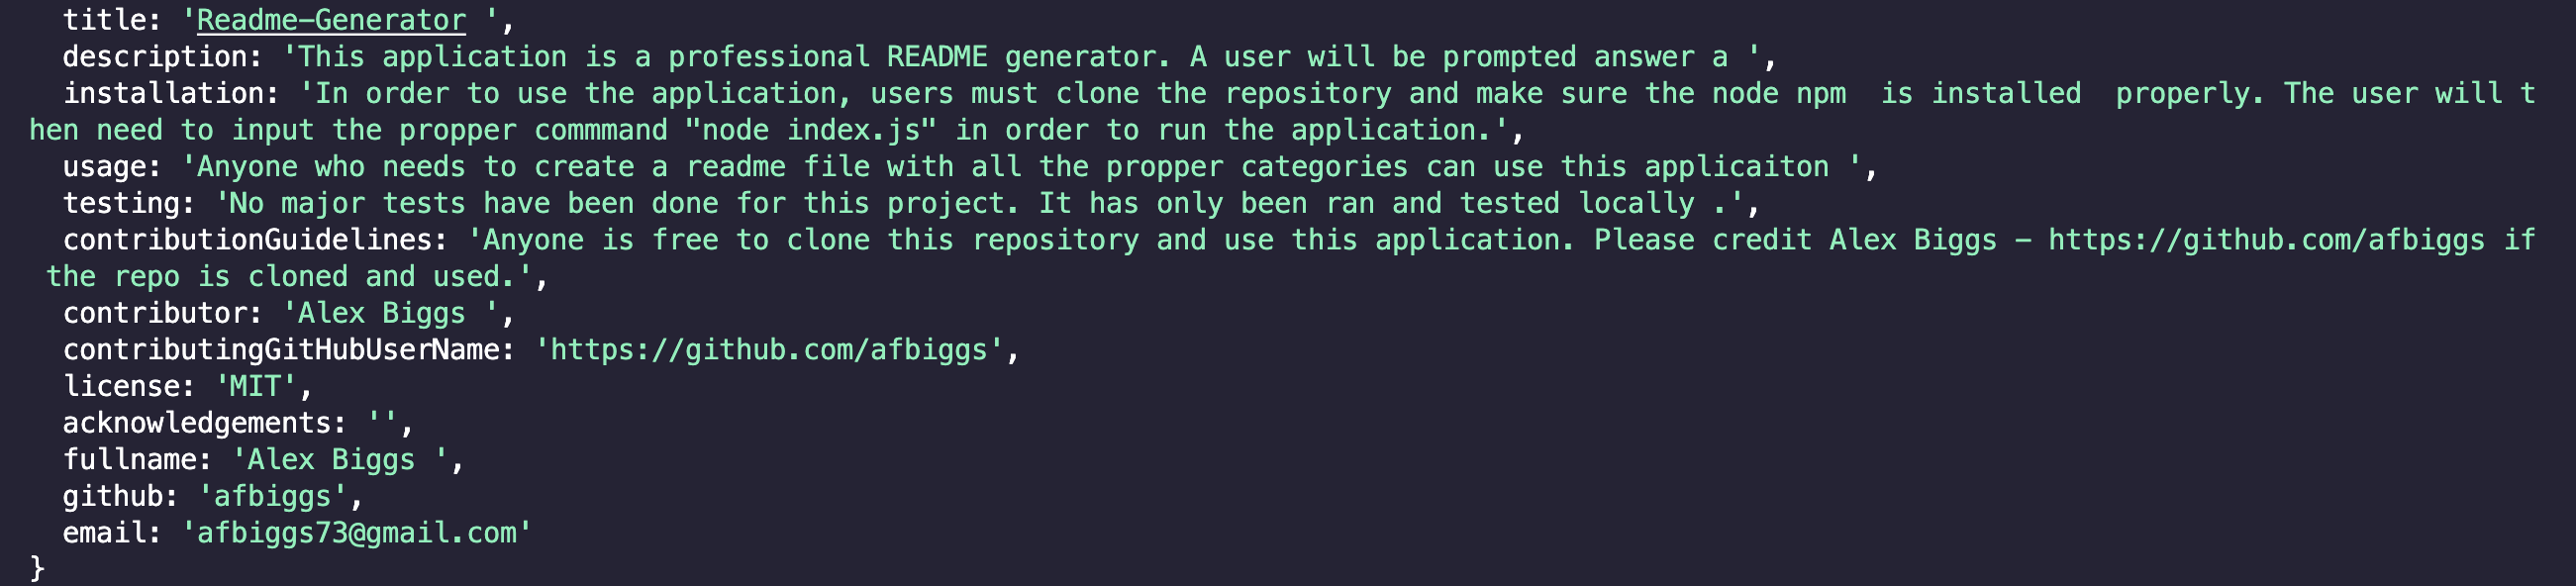 title: 'Readme-Generator ',
description: 'This application is a professional README generator. A user will be prompted answer a ',
installation: 'In order to use the application, users must clone the repository and make sure the node npm  is installed  properly. The user will t
hen need to input the propper commmand "node index.js" in order to run the application.',
usage: 'Anyone who needs to create a readme file with all the propper categories can use this applicaiton ',
testing: 'No major tests have been done for this project. It has only been ran and tested locally .',
contributionGuidelines: 'Anyone is free to clone this repository and use this application. Please credit Alex Biggs – https://github.com/afbiggs if
the repo is cloned and used.',
contributor: 'Alex Biggs ',
contributingGitHubUserName: 'https://github.com/afbiggs',
license: 'MIT',
acknowledgements: '',
fullname: 'Alex Biggs ',
github: 'afbiggs',
email: 'afbiggs73@gmail.com'
}